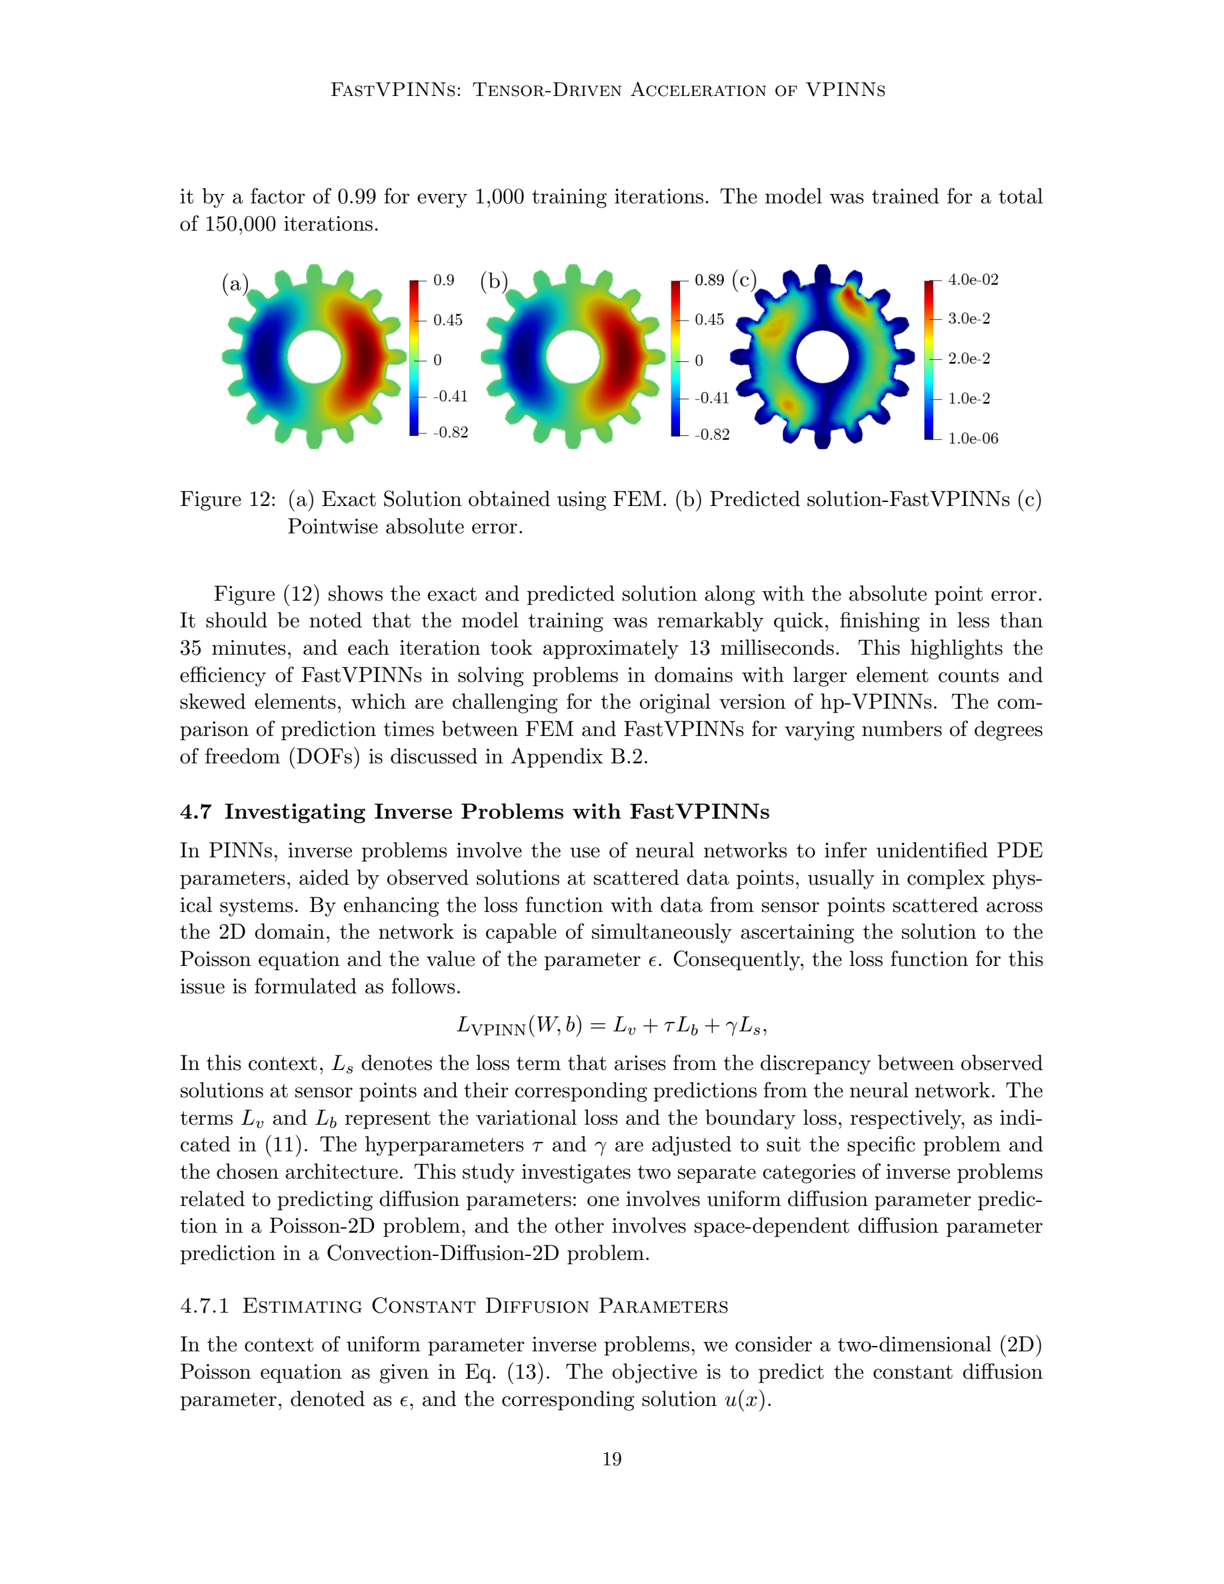 FastVPINNs: Tensor-Driven Acceleration of VPINNs
it by a factor of 0.99 for every 1,000 training iterations. The model was trained for a total
of 150,000 iterations.
(a)
0.9
0.45
0
-0.41
-0.82
(b)
0.89
0.45
0
-0.41
-0.82
(c)
4.0e-02
3.0e-2
2.0e-2
1.0e-2
1.0e-06
Figure 12: (a) Exact Solution obtained using FEM. (b) Predicted solution-FastVPINNs (c)
Pointwise absolute error.
Figure (12) shows the exact and predicted solution along with the absolute point error.
It should be noted that the model training was remarkably quick, finishing in less than
35 minutes, and each iteration took approximately 13 milliseconds. This highlights the
efficiency of FastVPINNs in solving problems in domains with larger element counts and
skewed elements, which are challenging for the original version of hp-VPINNs. The com-
parison of prediction times between FEM and FastVPINNs for varying numbers of degrees
of freedom (DOFs) is discussed in Appendix B.2.
4.7 Investigating Inverse Problems with FastVPINNs
In PINNs, inverse problems involve the use of neural networks to infer unidentified PDE
parameters, aided by observed solutions at scattered data points, usually in complex phys-
ical systems. By enhancing the loss function with data from sensor points scattered across
the 2D domain, the network is capable of simultaneously ascertaining the solution to the
Poisson equation and the value of the parameter ϵ. Consequently, the loss function for this
issue is formulated as follows.
L_VPINN(W, b) = L_v + τL_b + γL_s,
In this context, L_s denotes the loss term that arises from the discrepancy between observed
solutions at sensor points and their corresponding predictions from the neural network. The
terms L_v and L_b represent the variational loss and the boundary loss, respectively, as indi-
cated in (11). The hyperparameters τ and γ are adjusted to suit the specific problem and
the chosen architecture. This study investigates two separate categories of inverse problems
related to predicting diffusion parameters: one involves uniform diffusion parameter predic-
tion in a Poisson-2D problem, and the other involves space-dependent diffusion parameter
prediction in a Convection-Diffusion-2D problem.
4.7.1 Estimating Constant Diffusion Parameters
In the context of uniform parameter inverse problems, we consider a two-dimensional (2D)
Poisson equation as given in Eq. (13). The objective is to predict the constant diffusion
parameter, denoted as ϵ, and the corresponding solution u(x).
19